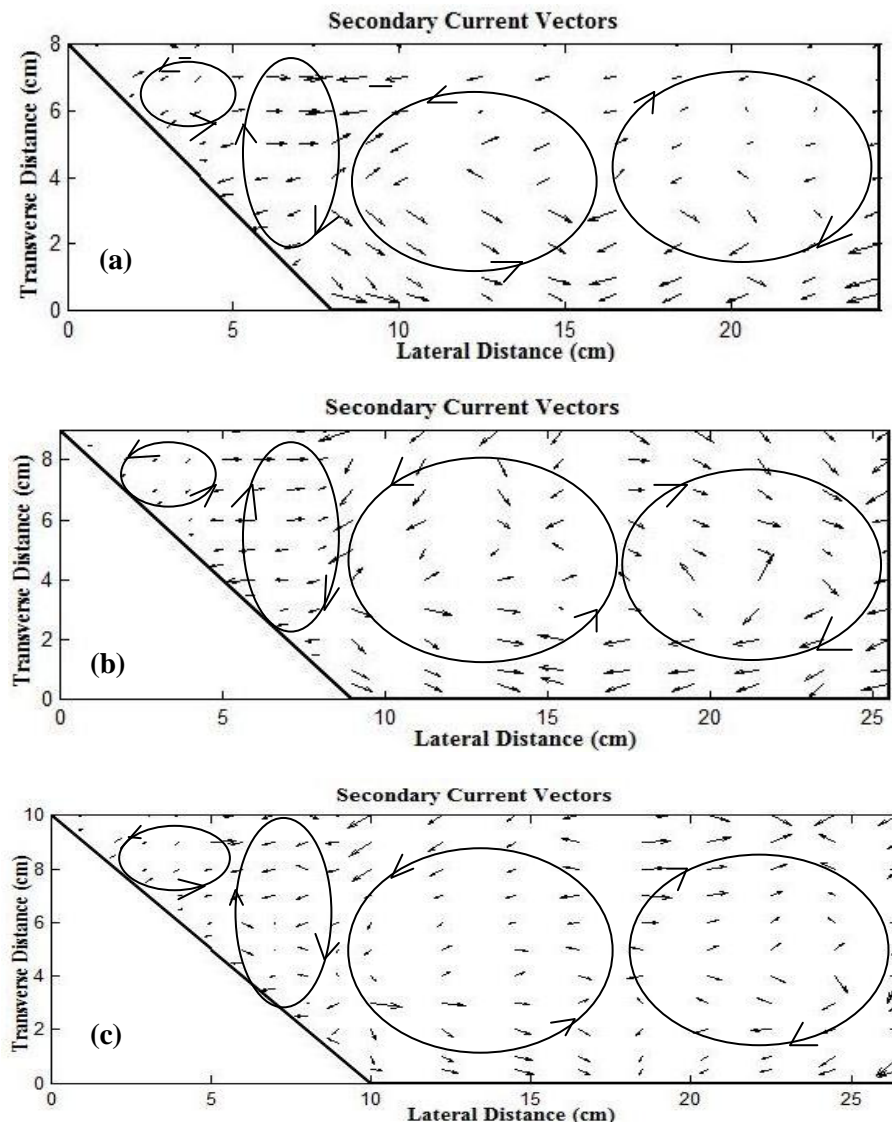 Secondary Current Vectors
8
6
4
2
0
Transverse Distance (cm)
(a)
0 5 10 15 20
Lateral Distance (cm)
Secondary Current Vectors
8
6
4
2
0
Transverse Distance (cm)
(b)
0 5 10 15 20 25
Lateral Distance (cm)
Secondary Current Vectors
10
8
6
4
2
0
Transverse Distance (cm)
(c)
0 5 10 15 20 25
Lateral Distance (cm)